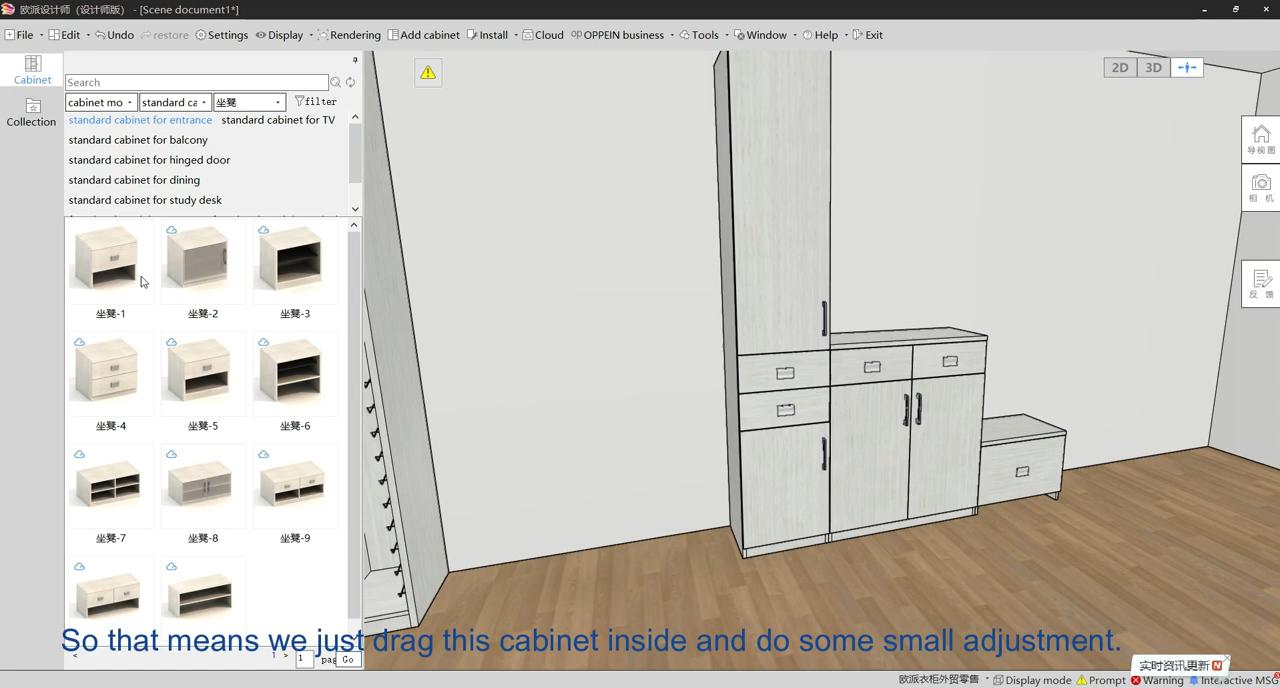 欧派设计师（设计师版） - [Scene document1*]
File Edit Undo restore Settings Display Rendering Add cabinet Install Cloud OPPEIN business Tools Window Help Exit
Cabinet
Collection
Search
cabinet mo standard ca 坐凳 filter
standard cabinet for entrance standard cabinet for TV
standard cabinet for balcony
standard cabinet for hinged door
standard cabinet for dining
standard cabinet for study desk
2D 3D
导视图
相 机
反 馈
坐凳-1 坐凳-2 坐凳-3
坐凳-4 坐凳-5 坐凳-6
坐凳-7 坐凳-8 坐凳-9
So that means we just drag this cabinet inside and do some small adjustment.
< 1 > 1 pag Go
实时资讯更新 N
欧派衣柜外贸零售 Display mode Prompt Warning Interactive MSG